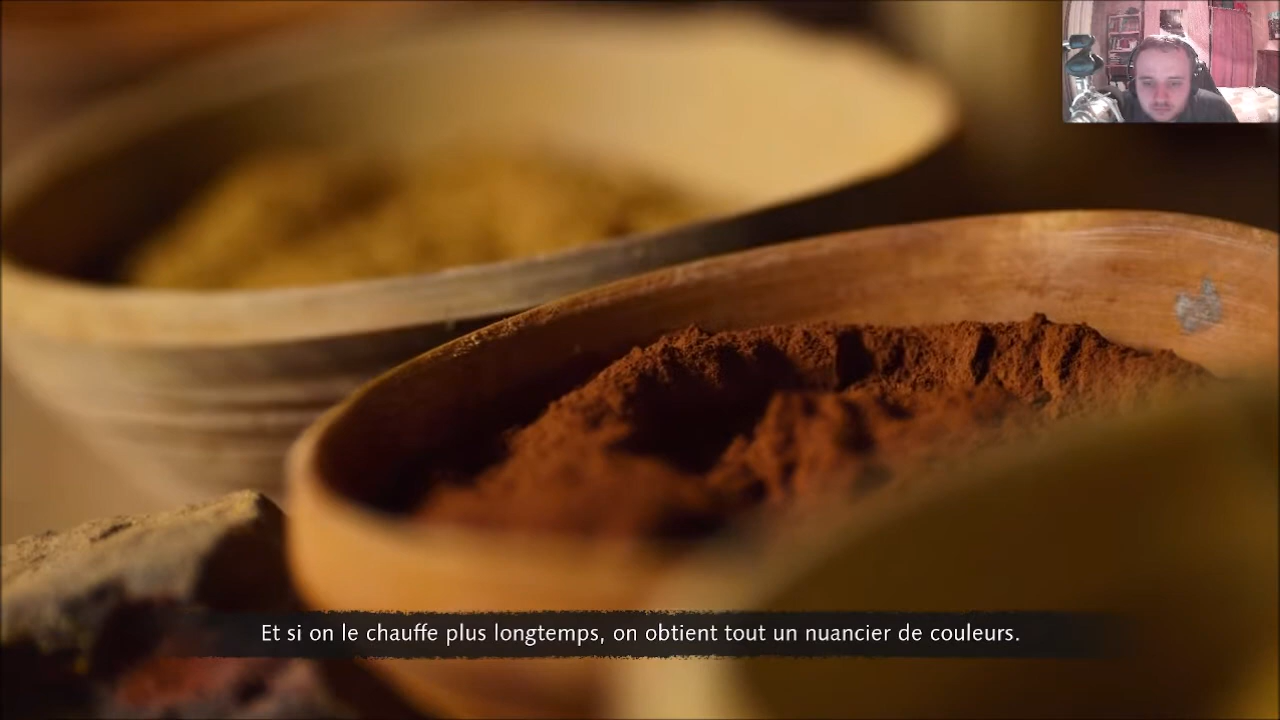 Et si on le chauffe plus longtemps, on obtient tout un nuancier de couleurs.